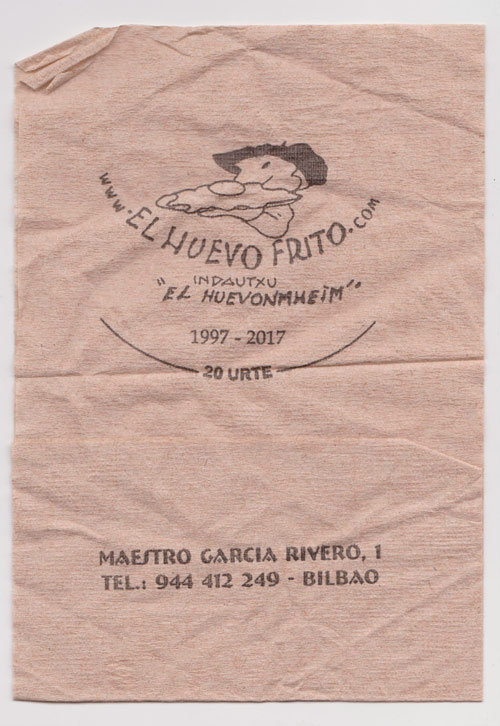 www.EL HUEVO FRITO.com
INDAUTXU
"EL HUEVONMHEiM"
1997 - 2017
20 URTE
MAESTRO GARCIA RIVERO, 1
TEL.: 944 412 249 - BILBAO